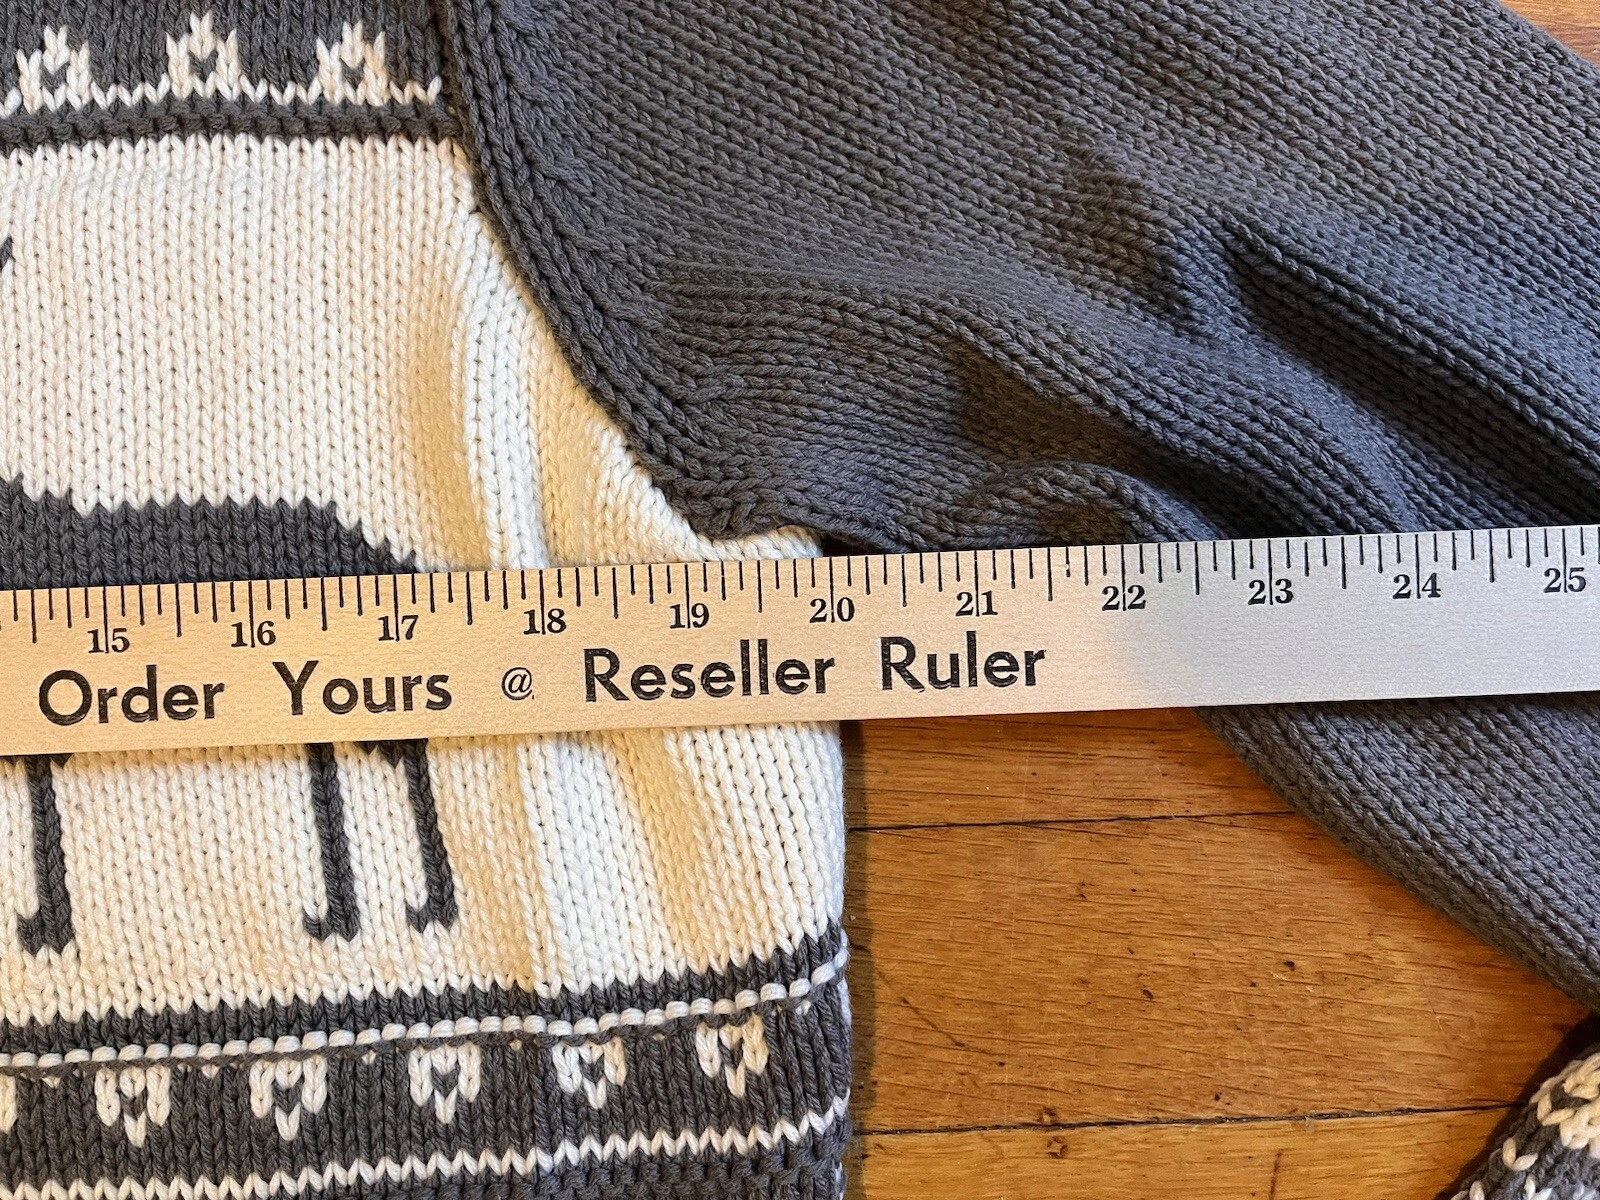 15 16 17 18 19 20 21 22 23 24 25
Order Yours @ Reseller Ruler